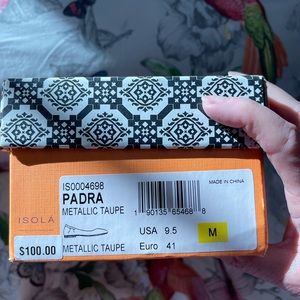 IS0004698
PADRA
METALLIC TAUPE
1 90135 65468 8
MADE IN CHINA
ISOLÁ
$100.00
METALLIC TAUPE
USA 9.5
Euro 41
M